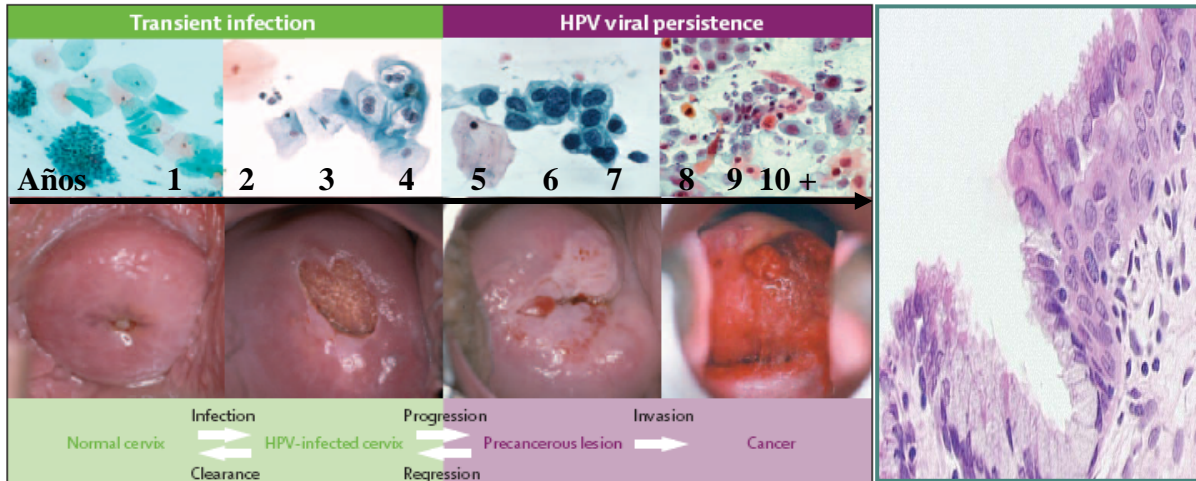 Transient infection
HPV viral persistence
Años 1 2 3 4 5 6 7 8 9 10 +
Infection
Progression
Invasion
Normal cervix
HPV-infected cervix
Precancerous lesion
Cancer
Clearance
Regression